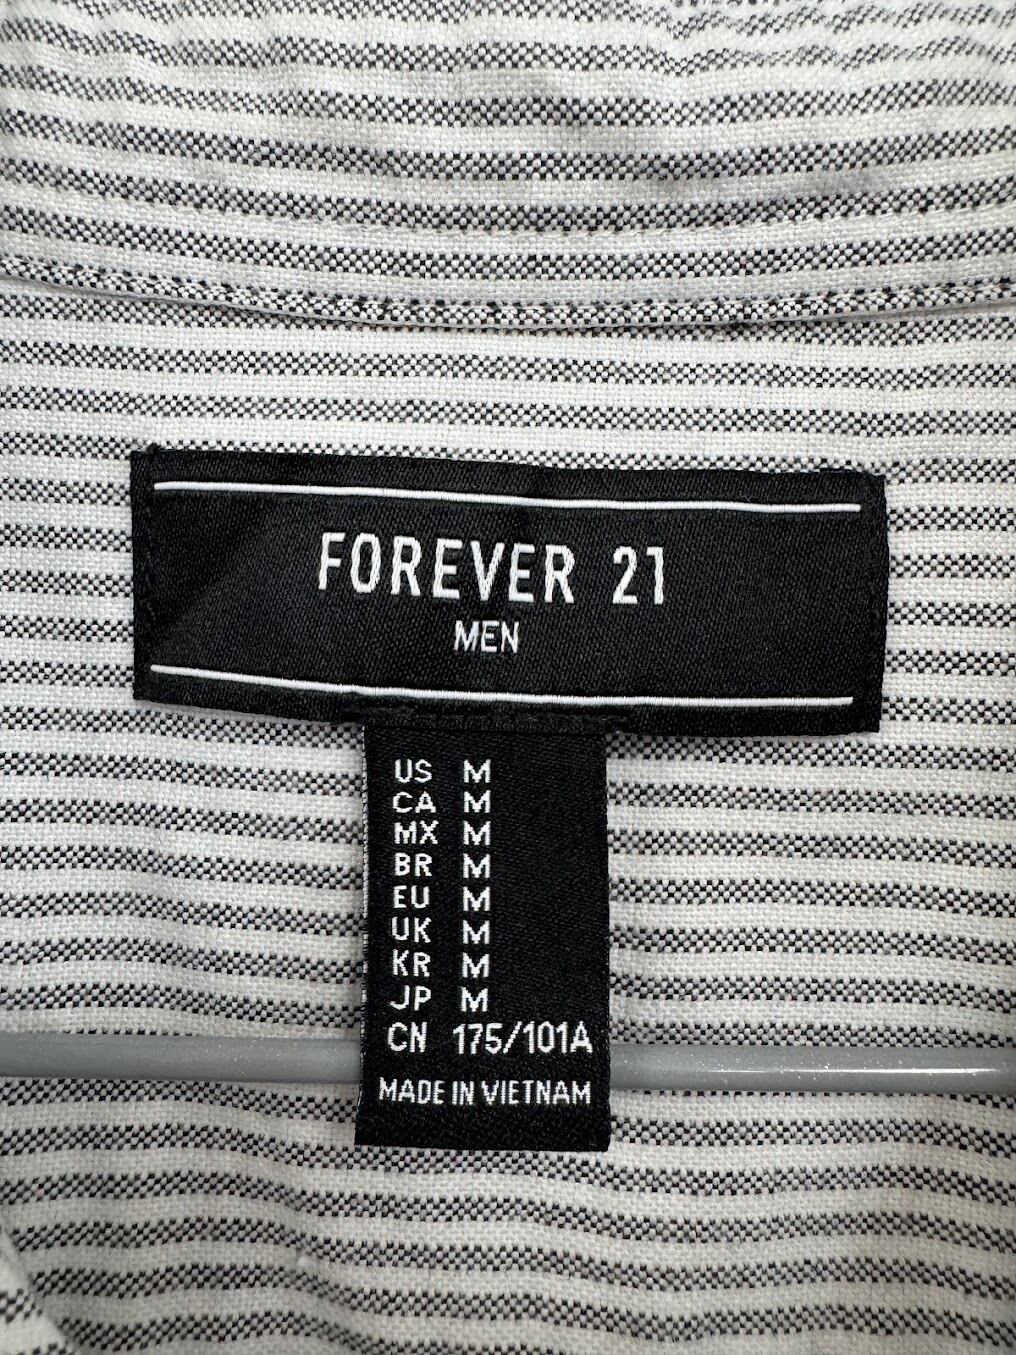 FOREVER 21
MEN
US M
CA M
MX M
BR M
EU M
UK M
KR M
JP M
CN 175/101A
MADE IN VIETNAM